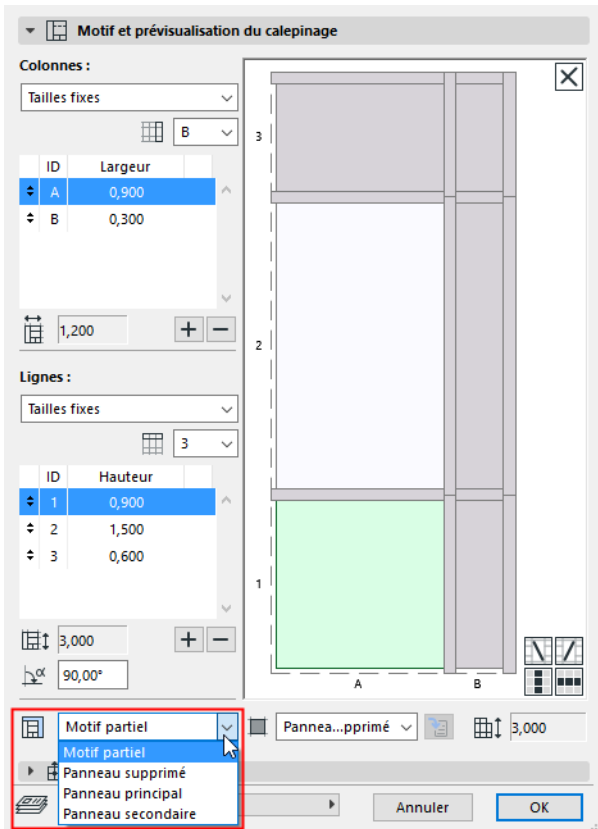 Motif et prévisualisation du calepinage
Colonnes :
Tailles fixes
B
ID Largeur
A 0,900
B 0,300
1,200
Lignes :
Tailles fixes
3
ID Hauteur
1 0,900
2 1,500
3 0,600
3,000
α 90,00°
3
2
1
A B
Motif partiel
Pannea...pprimé
3,000
Motif partiel
Panneau supprimé
Panneau principal
Panneau secondaire
Annuler
OK